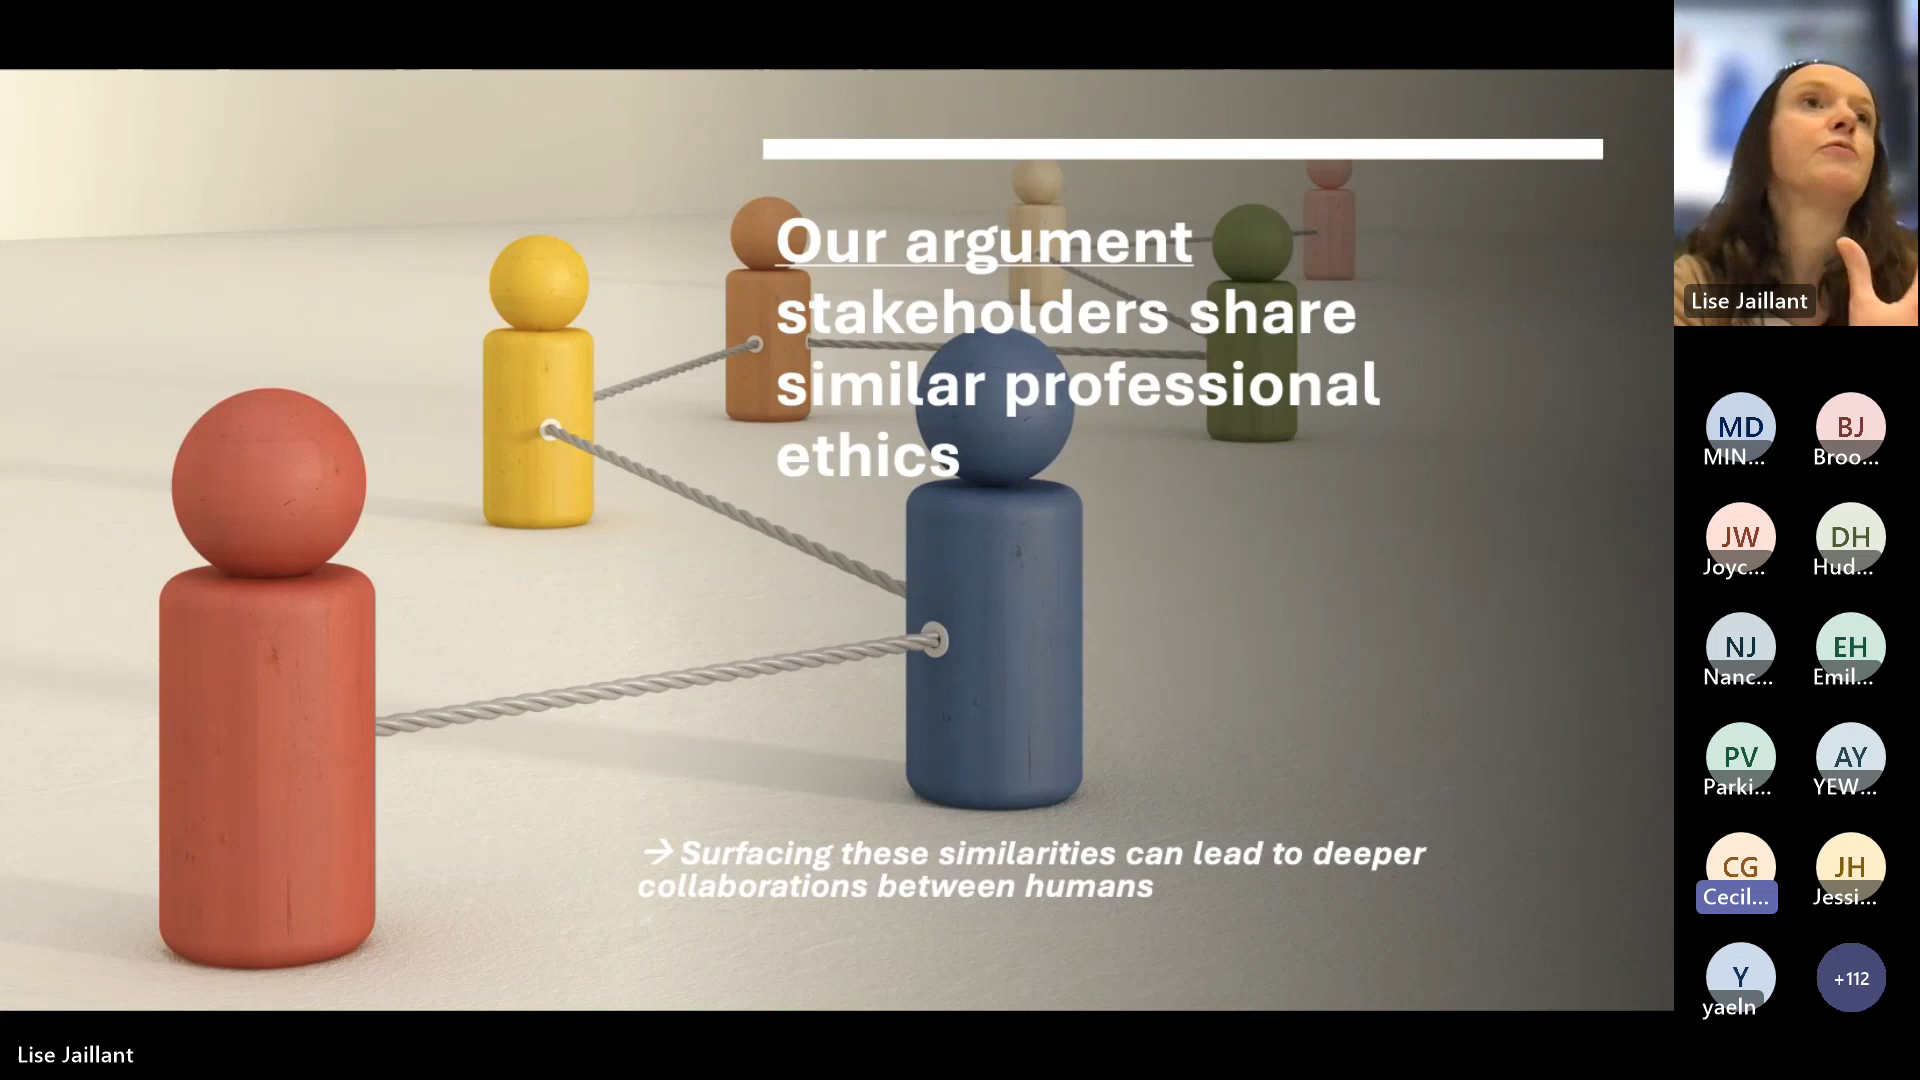 Our argument
stakeholders share
similar professional
ethics
→ Surfacing these similarities can lead to deeper
collaborations between humans
Lise Jaillant
MD
MIN...
BJ
Broo...
JW
Joyc...
DH
Hud...
NJ
Nanc...
EH
Emil...
PV
Parki...
AY
YEW...
CG
Cecil...
JH
Jessi...
Y
yaeln
+112
Lise Jaillant